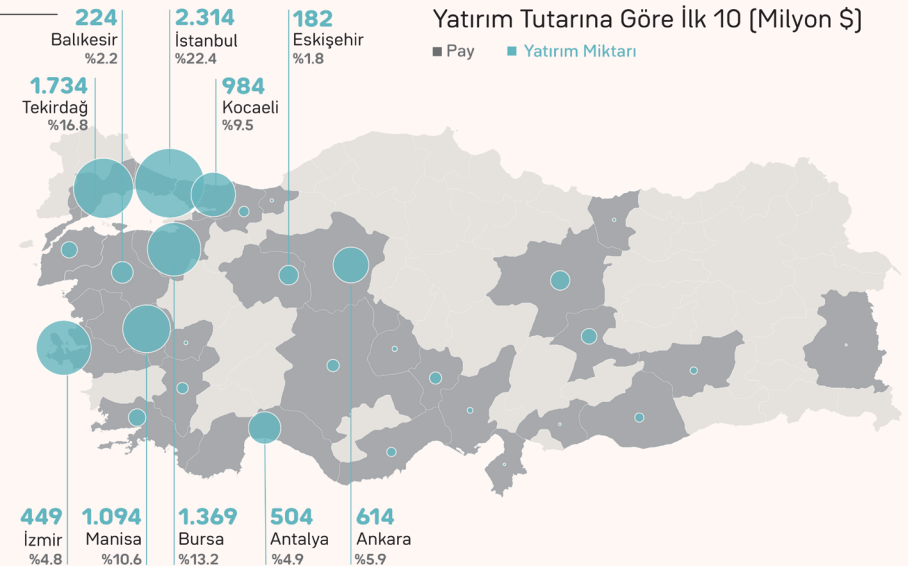 Yatırım Tutarına Göre İlk 10 (Milyon $)
Pay
Yatırım Miktarı
224
Balıkesir
%2.2
2.314
İstanbul
%22.4
182
Eskişehir
%1.8
1.734
Tekirdağ
%16.8
984
Kocaeli
%9.5
449
İzmir
%4.8
1.094
Manisa
%10.6
1.369
Bursa
%13.2
504
Antalya
%4.9
614
Ankara
%5.9